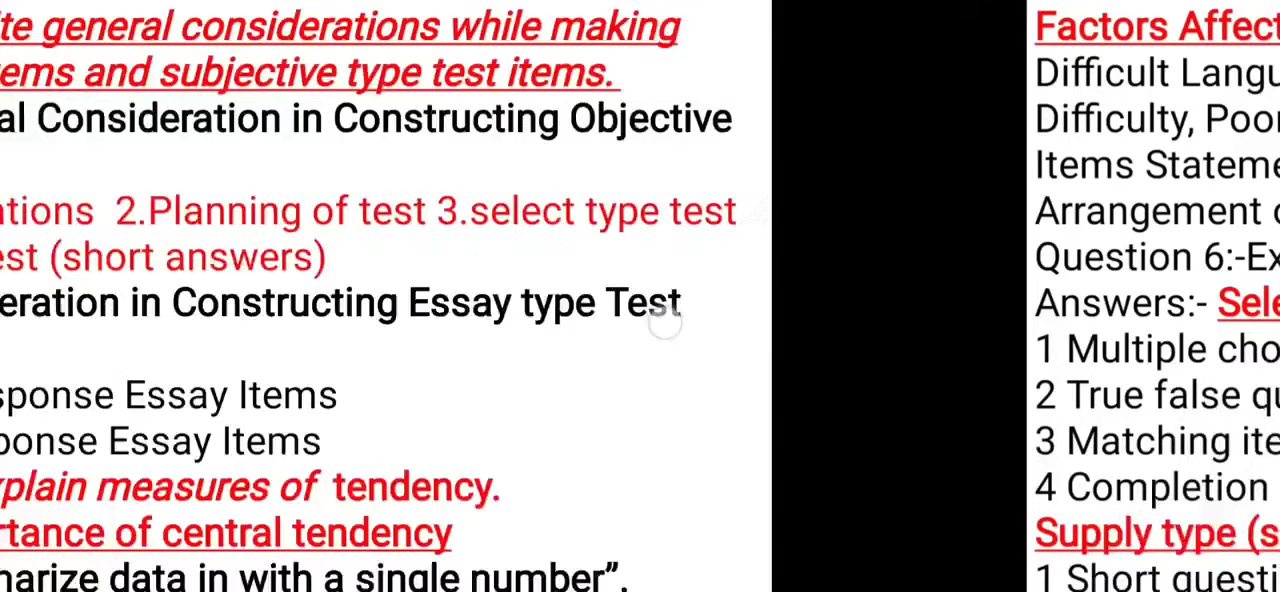 te general considerations while making
ems and subjective type test items.
al Consideration in Constructing Objective
tions 2.Planning of test 3.select type test
est (short answers)
eration in Constructing Essay type Test
sponse Essay Items
ponse Essay Items
xplain measures of tendency.
rtance of central tendency
marize data in with a single number”.
Factors Affect
Difficult Langu
Difficulty, Poor
Items Stateme
Arrangement o
Question 6:-Ex
Answers:- Sele
1 Multiple cho
2 True false qu
3 Matching ite
4 Completion
Supply type (s
1 Short questi